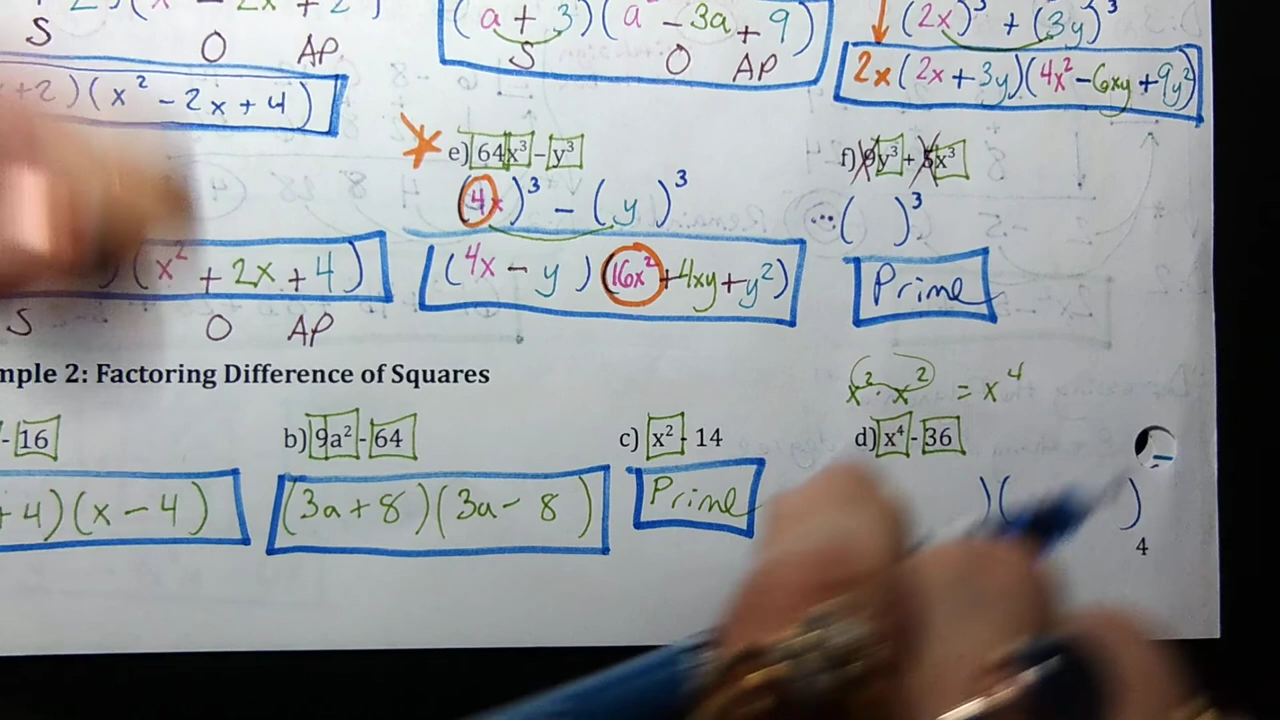 (a + 3)(a² - 3a + 9)
(2x)³ + (3y)³
S O AP
S O AP
2x(2x+3y)(4x²-6xy+9y²)
+2)(x² - 2x + 4)
e) 64x³ - y³
f) y³ + x³
(4x)³ - (y)³
...( )³
)(x² + 2x + 4)
(4x - y)(16x²+4xy+y²)
Prime
S O AP
mple 2: Factoring Difference of Squares
x² · x² = x⁴
- 16
b) 9a² - 64
c) x² - 14
d) x⁴ - 36
+ 4)(x - 4)
(3a + 8)(3a - 8)
Prime
)( )
4